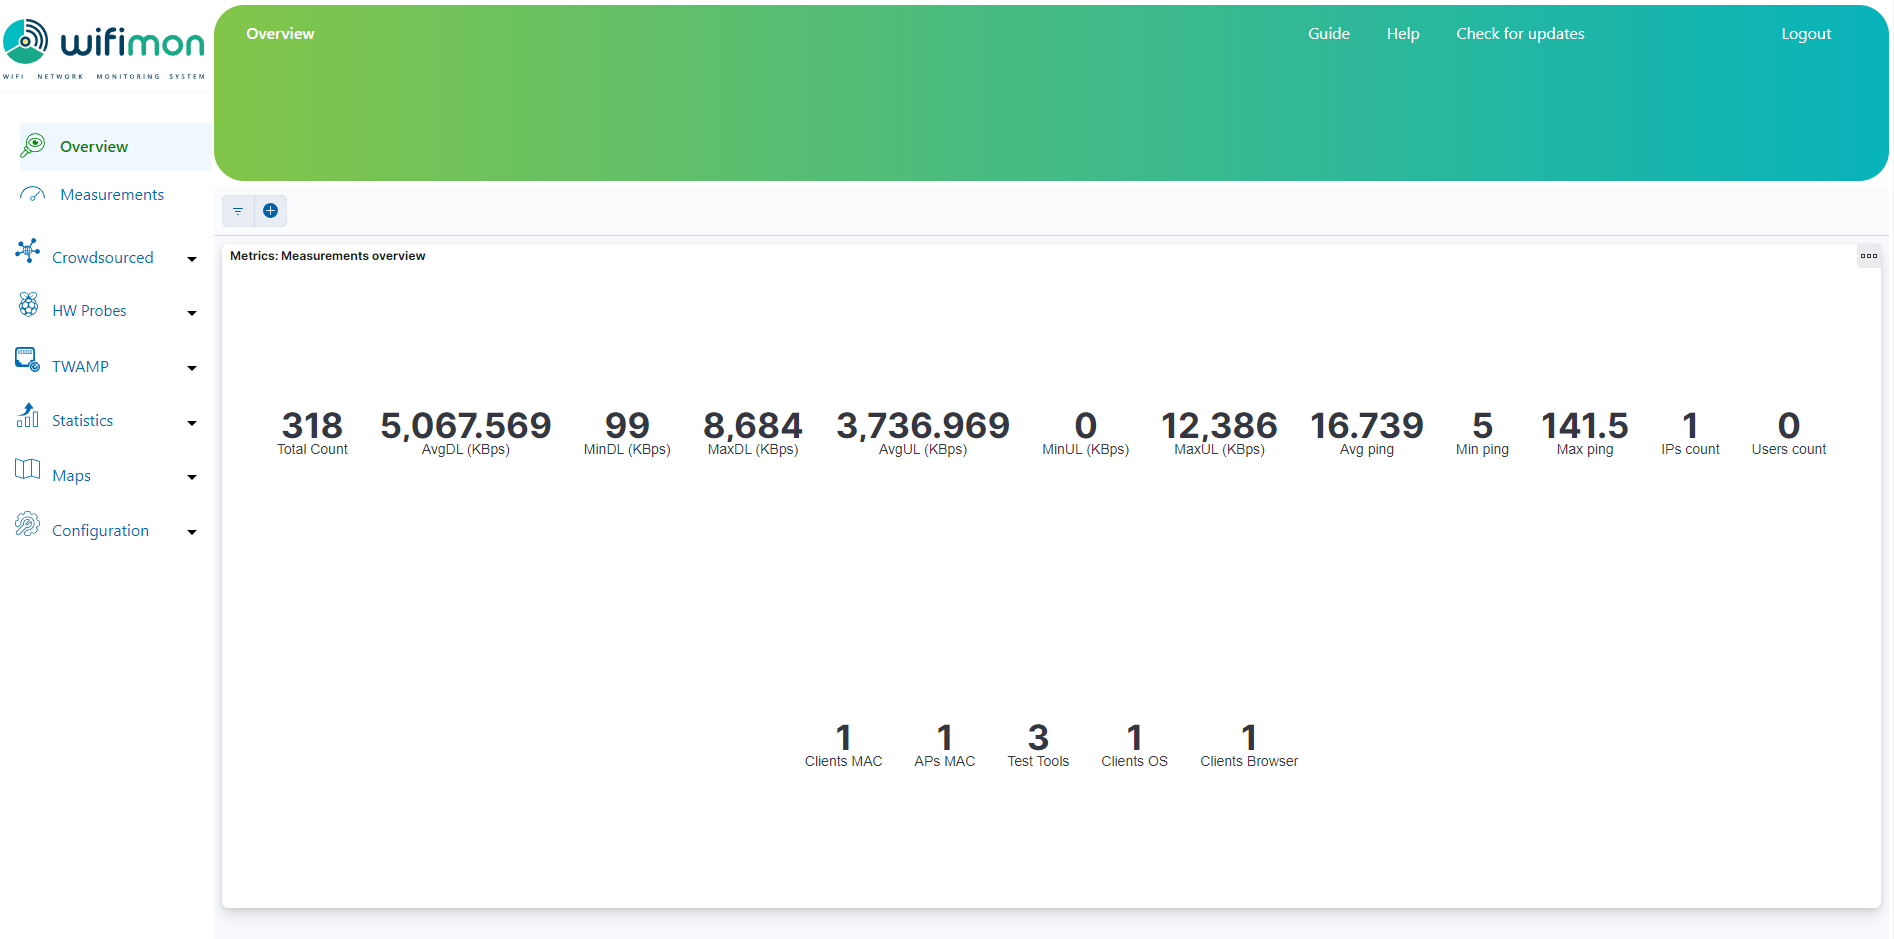 wifimon
WIFI NETWORK MONITORING SYSTEM
Overview
Guide
Help
Check for updates
Logout
Overview
Measurements
Crowdsourced
HW Probes
TWAMP
Statistics
Maps
Configuration
Metrics: Measurements overview
318
Total Count
5,067.569
AvgDL (KBps)
99
MinDL (KBps)
8,684
MaxDL (KBps)
3,736.969
AvgUL (KBps)
0
MinUL (KBps)
12,386
MaxUL (KBps)
16.739
Avg ping
5
Min ping
141.5
Max ping
1
IPs count
0
Users count
1
Clients MAC
1
APs MAC
3
Test Tools
1
Clients OS
1
Clients Browser